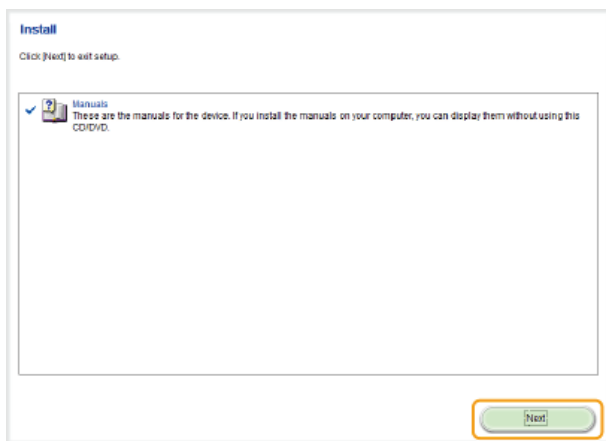 Install
Click [Next] to exit setup.
Manuals
These are the manuals for the device. If you install the manuals on your computer, you can display them without using this
CD/DVD.
Next